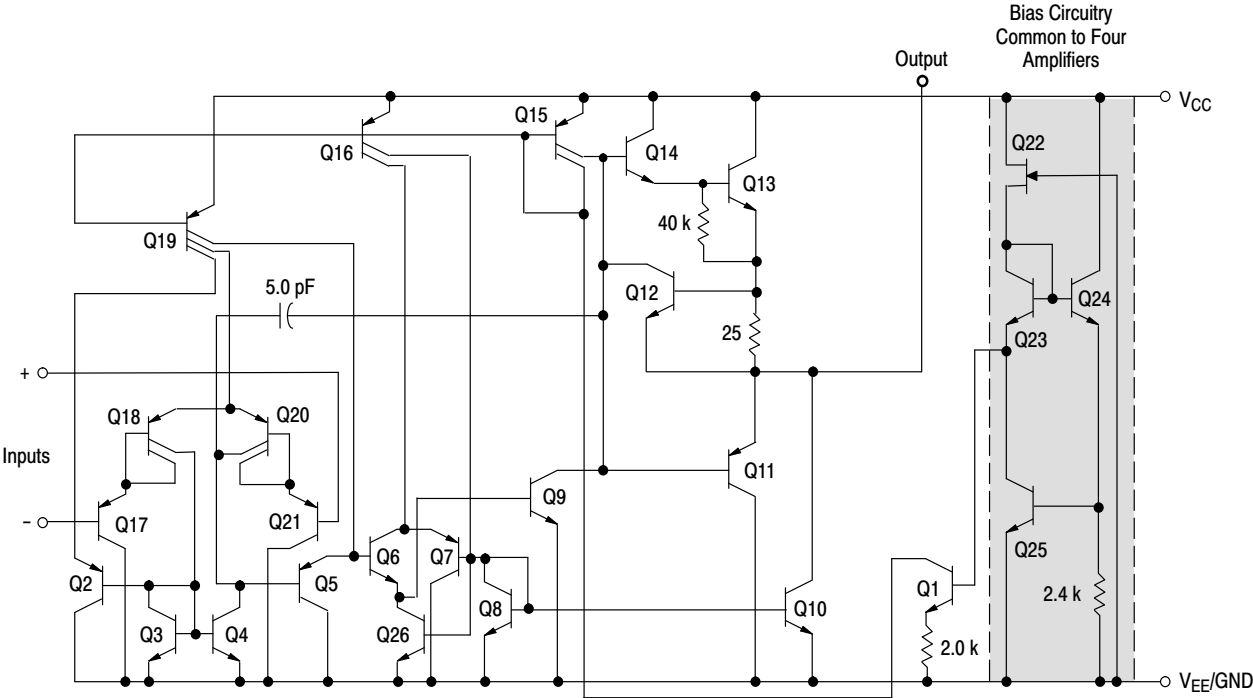 Bias Circuitry
Common to Four
Amplifiers
Output
V_CC
Q15
Q22
Q16
Q14
Q13
40 k
Q19
5.0 pF
Q12
Q24
25
Q23
+
Q18
Q20
Inputs
Q11
Q9
-
Q17
Q21
Q25
Q2
Q5
Q6
Q7
Q1
2.4 k
Q8
Q10
Q3
Q4
Q26
2.0 k
V_EE/GND